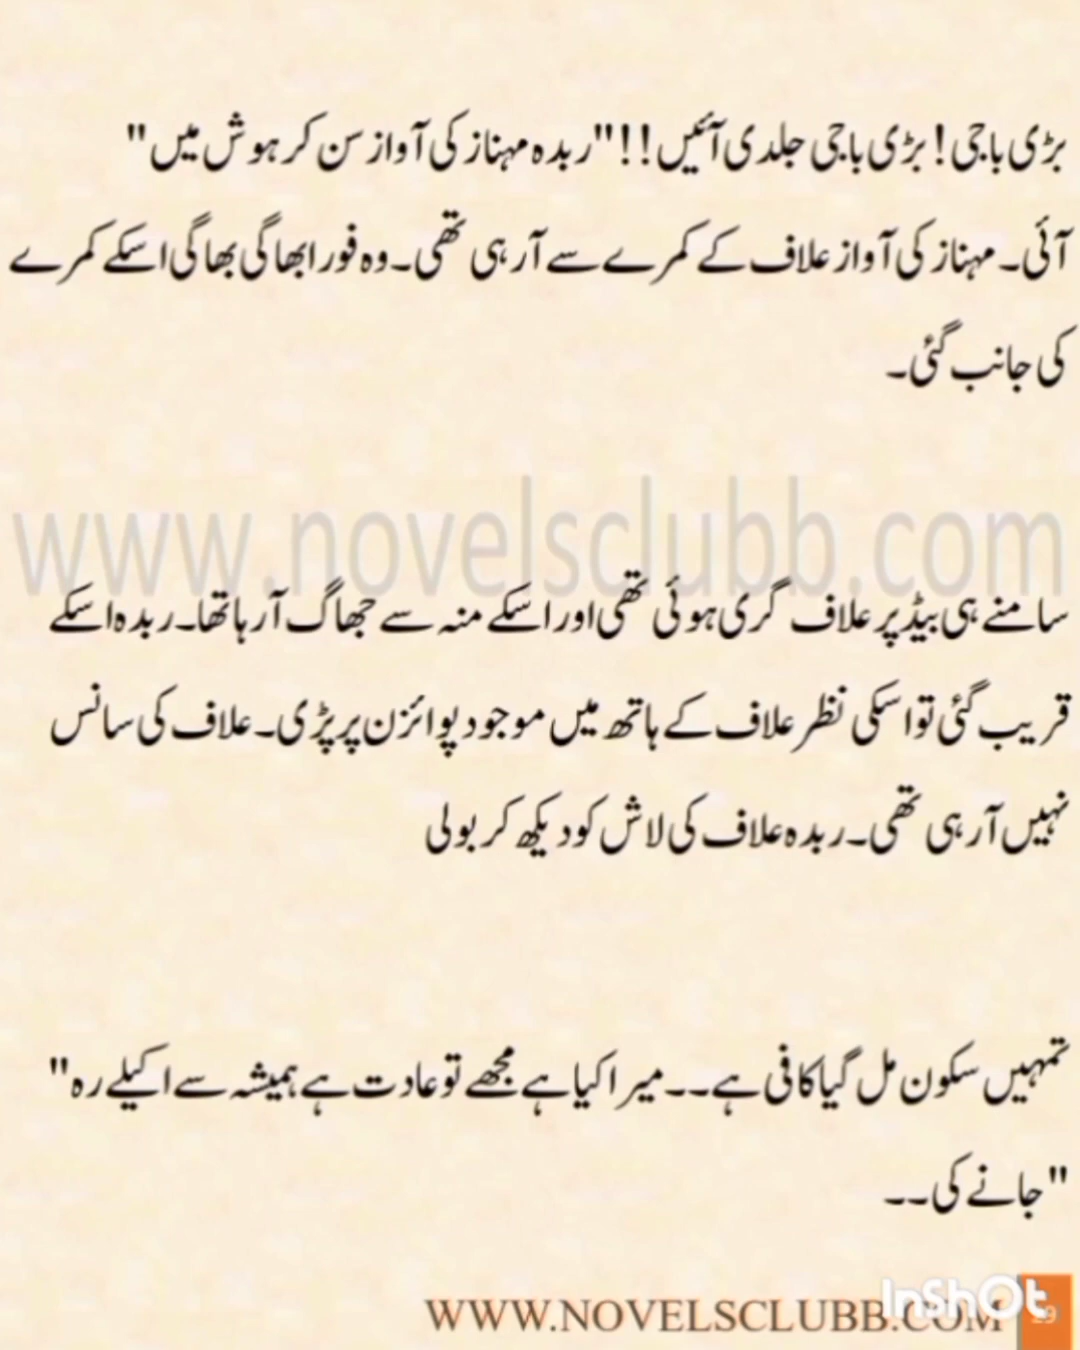 بڑی باجی! بڑی باجی جلدی آئیں!!"ربدہ مہناز کی آواز سن کر ہوش میں"
آئی۔ مہناز کی آواز علاف کے کمرے سے آرہی تھی۔وہ فورا بھاگی بھاگی اسکے کمرے
کی جانب گئی۔
www.novelsclubb.com
سامنے ہی بیڈ پر علاف گری ہوئی تھی اور اسکے منہ سے جھاگ آرہا تھا۔ربدہ اسکے
قریب گئی تو اسکی نظر علاف کے ہاتھ میں موجود پوائزن پر پڑی۔علاف کی سانس
نہیں آرہی تھی۔ربدہ علاف کی لاش کو دیکھ کر بولی
تمہیں سکون مل گیا کافی ہے۔۔میرا کیا ہے مجھے تو عادت ہے ہمیشہ سے اکیلے رہ"
"جانے کی۔۔
WWW.NOVELSCLUBB.COM 29
InShOt